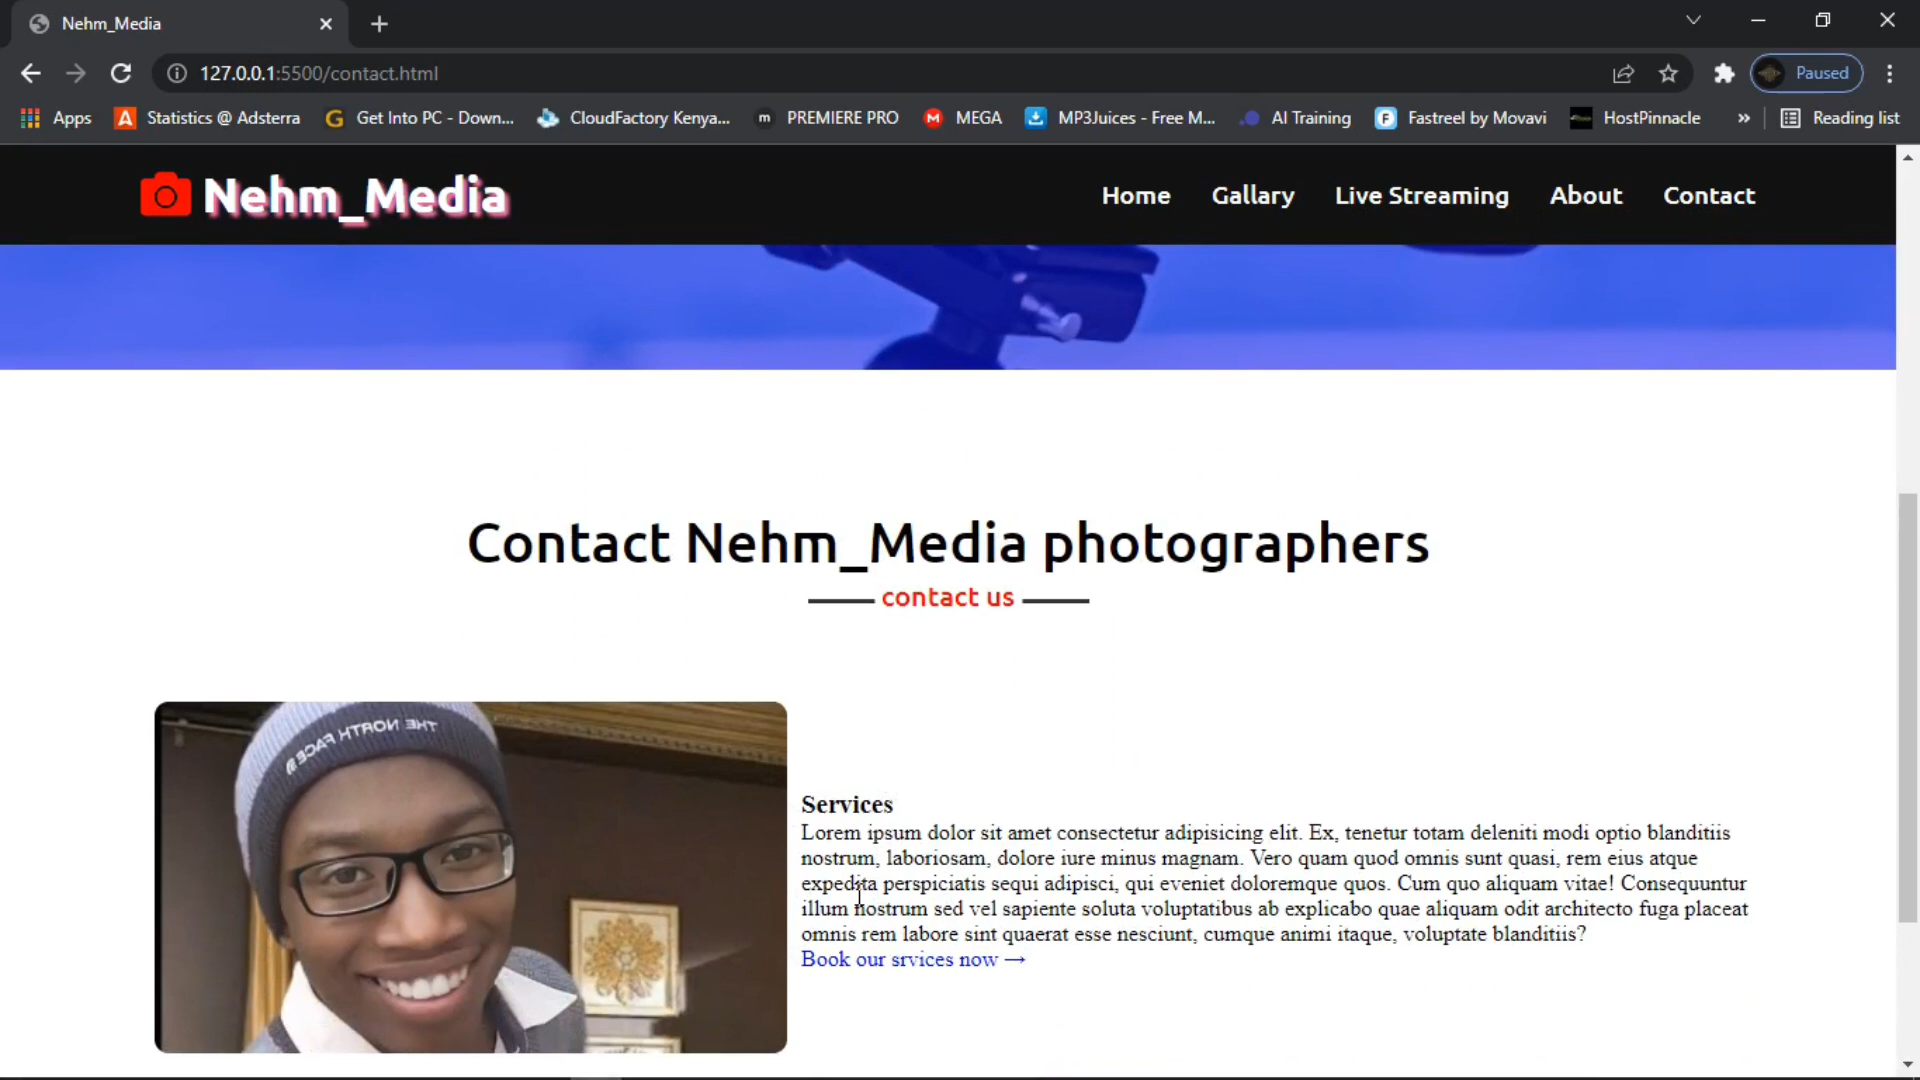 Nehm_Media
127.0.0.1:5500/contact.html
Paused
Apps
Statistics @ Adsterra
Get Into PC - Down...
CloudFactory Kenya...
PREMIERE PRO
MEGA
MP3Juices - Free M...
AI Training
Fastreel by Movavi
HostPinnacle
»
Reading list
Nehm_Media
Home
Gallary
Live Streaming
About
Contact
Contact Nehm_Media photographers
contact us
THE NORTH FACE
Services
Lorem ipsum dolor sit amet consectetur adipisicing elit. Ex, tenetur totam deleniti modi optio blanditiis
nostrum, laboriosam, dolore iure minus magnam. Vero quam quod omnis sunt quasi, rem eius atque
expedita perspiciatis sequi adipisci, qui eveniet doloremque quos. Cum quo aliquam vitae! Consequuntur
illum nostrum sed vel sapiente soluta voluptatibus ab explicabo quae aliquam odit architecto fuga placeat
omnis rem labore sint quaerat esse nesciunt, cumque animi itaque, voluptate blanditiis?
Book our srvices now →